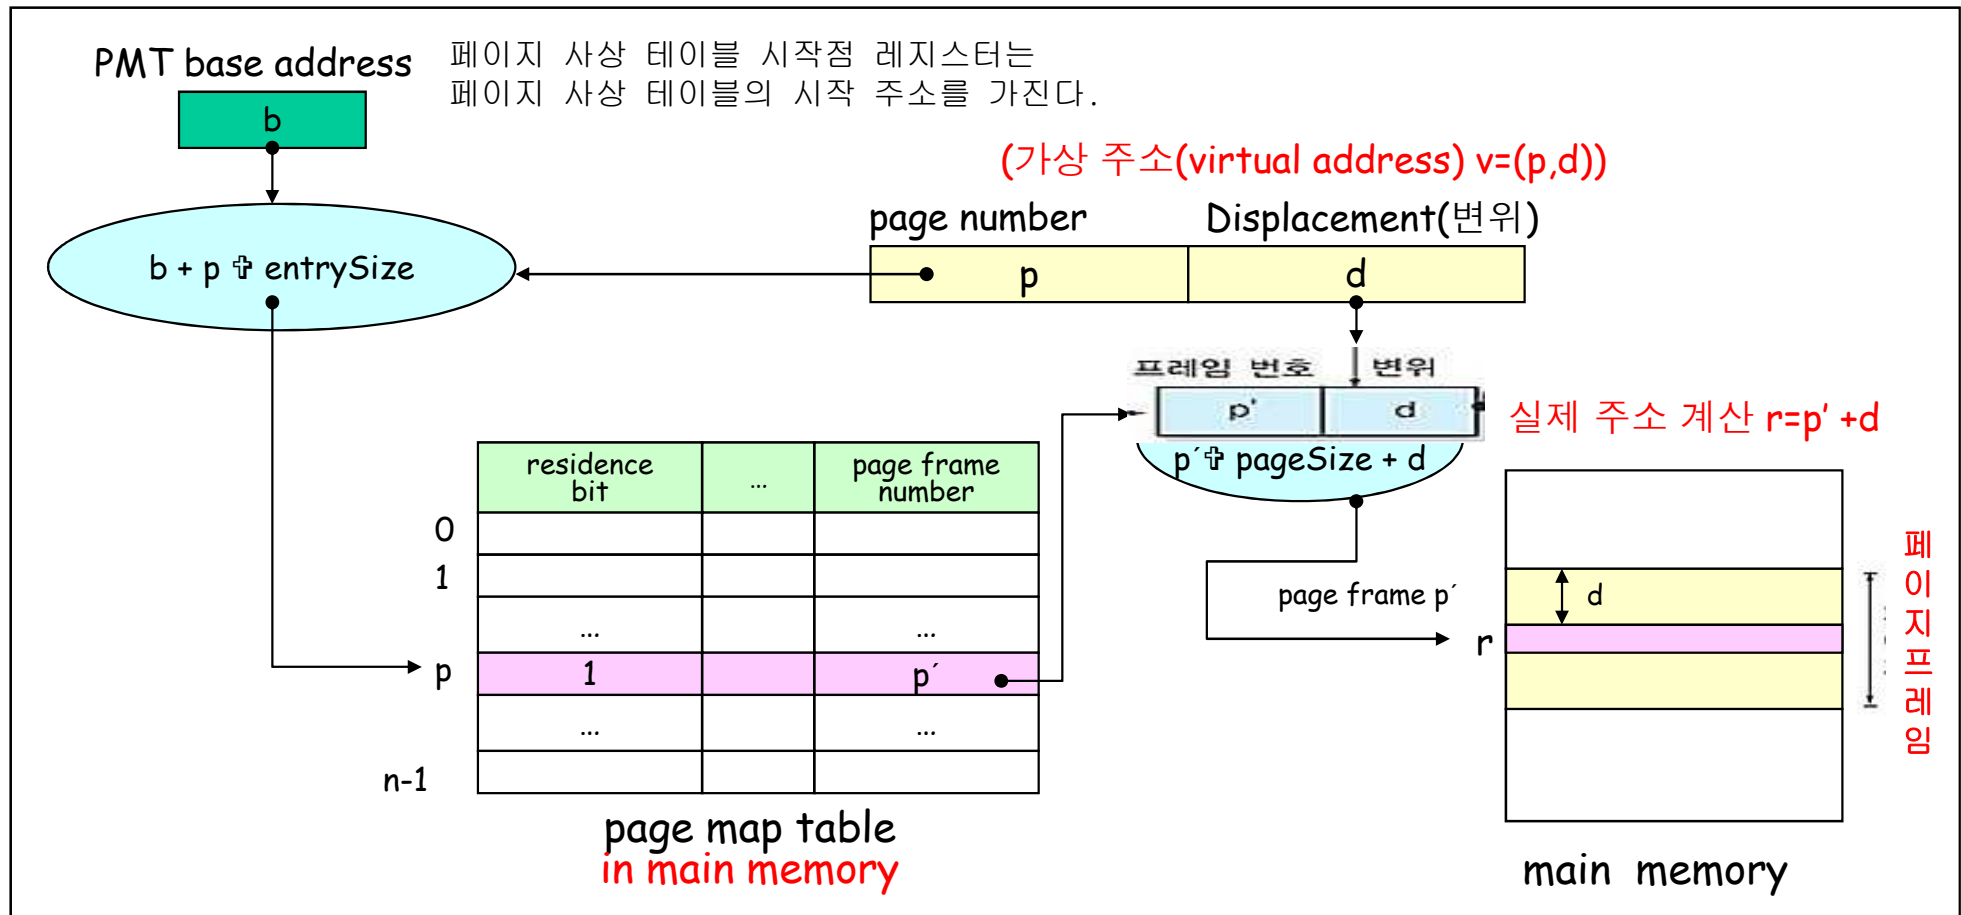 PMT base address
페이지 사상 테이블 시작점 레지스터는
페이지 사상 테이블의 시작 주소를 가진다.
b
(가상 주소(virtual address) v=(p,d))
page number
Displacement(변위)
b + p ✞ entrySize
p
d
프레임 번호
변위
p'
d
실제 주소 계산 r=p’ +d
p´✞ pageSize + d
residence
bit
...
page frame
number
0
1
...
...
p
1
p´
...
...
n-1
page map table
in main memory
page frame p´
r
d
페이지프레임
main memory